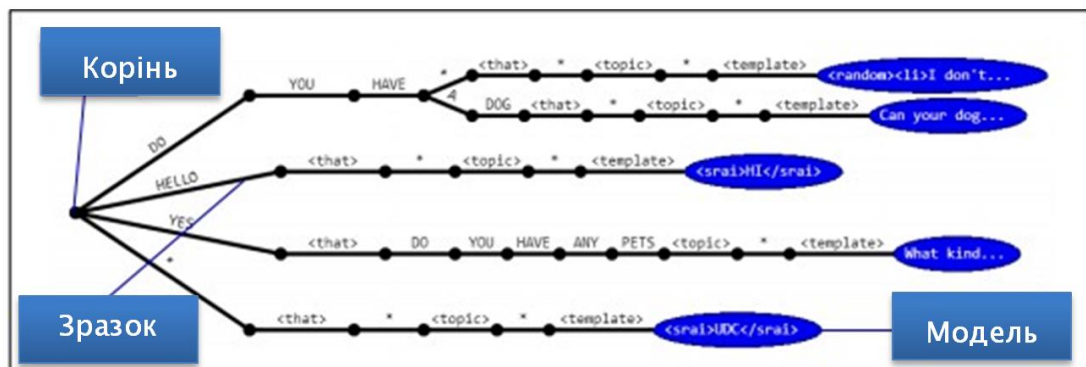 Корінь
YOU HAVE * <that> * <topic> * <template> <random><li>I don't...
A DOG <that> * <topic> * <template> Can your dog...
DO
HELLO <that> * <topic> * <template> <srai>HI</srai>
YES <that> DO YOU HAVE ANY PETS <topic> * <template> What kind...
* <that> * <topic> * <template> <srai>UDC</srai>
Зразок
Модель